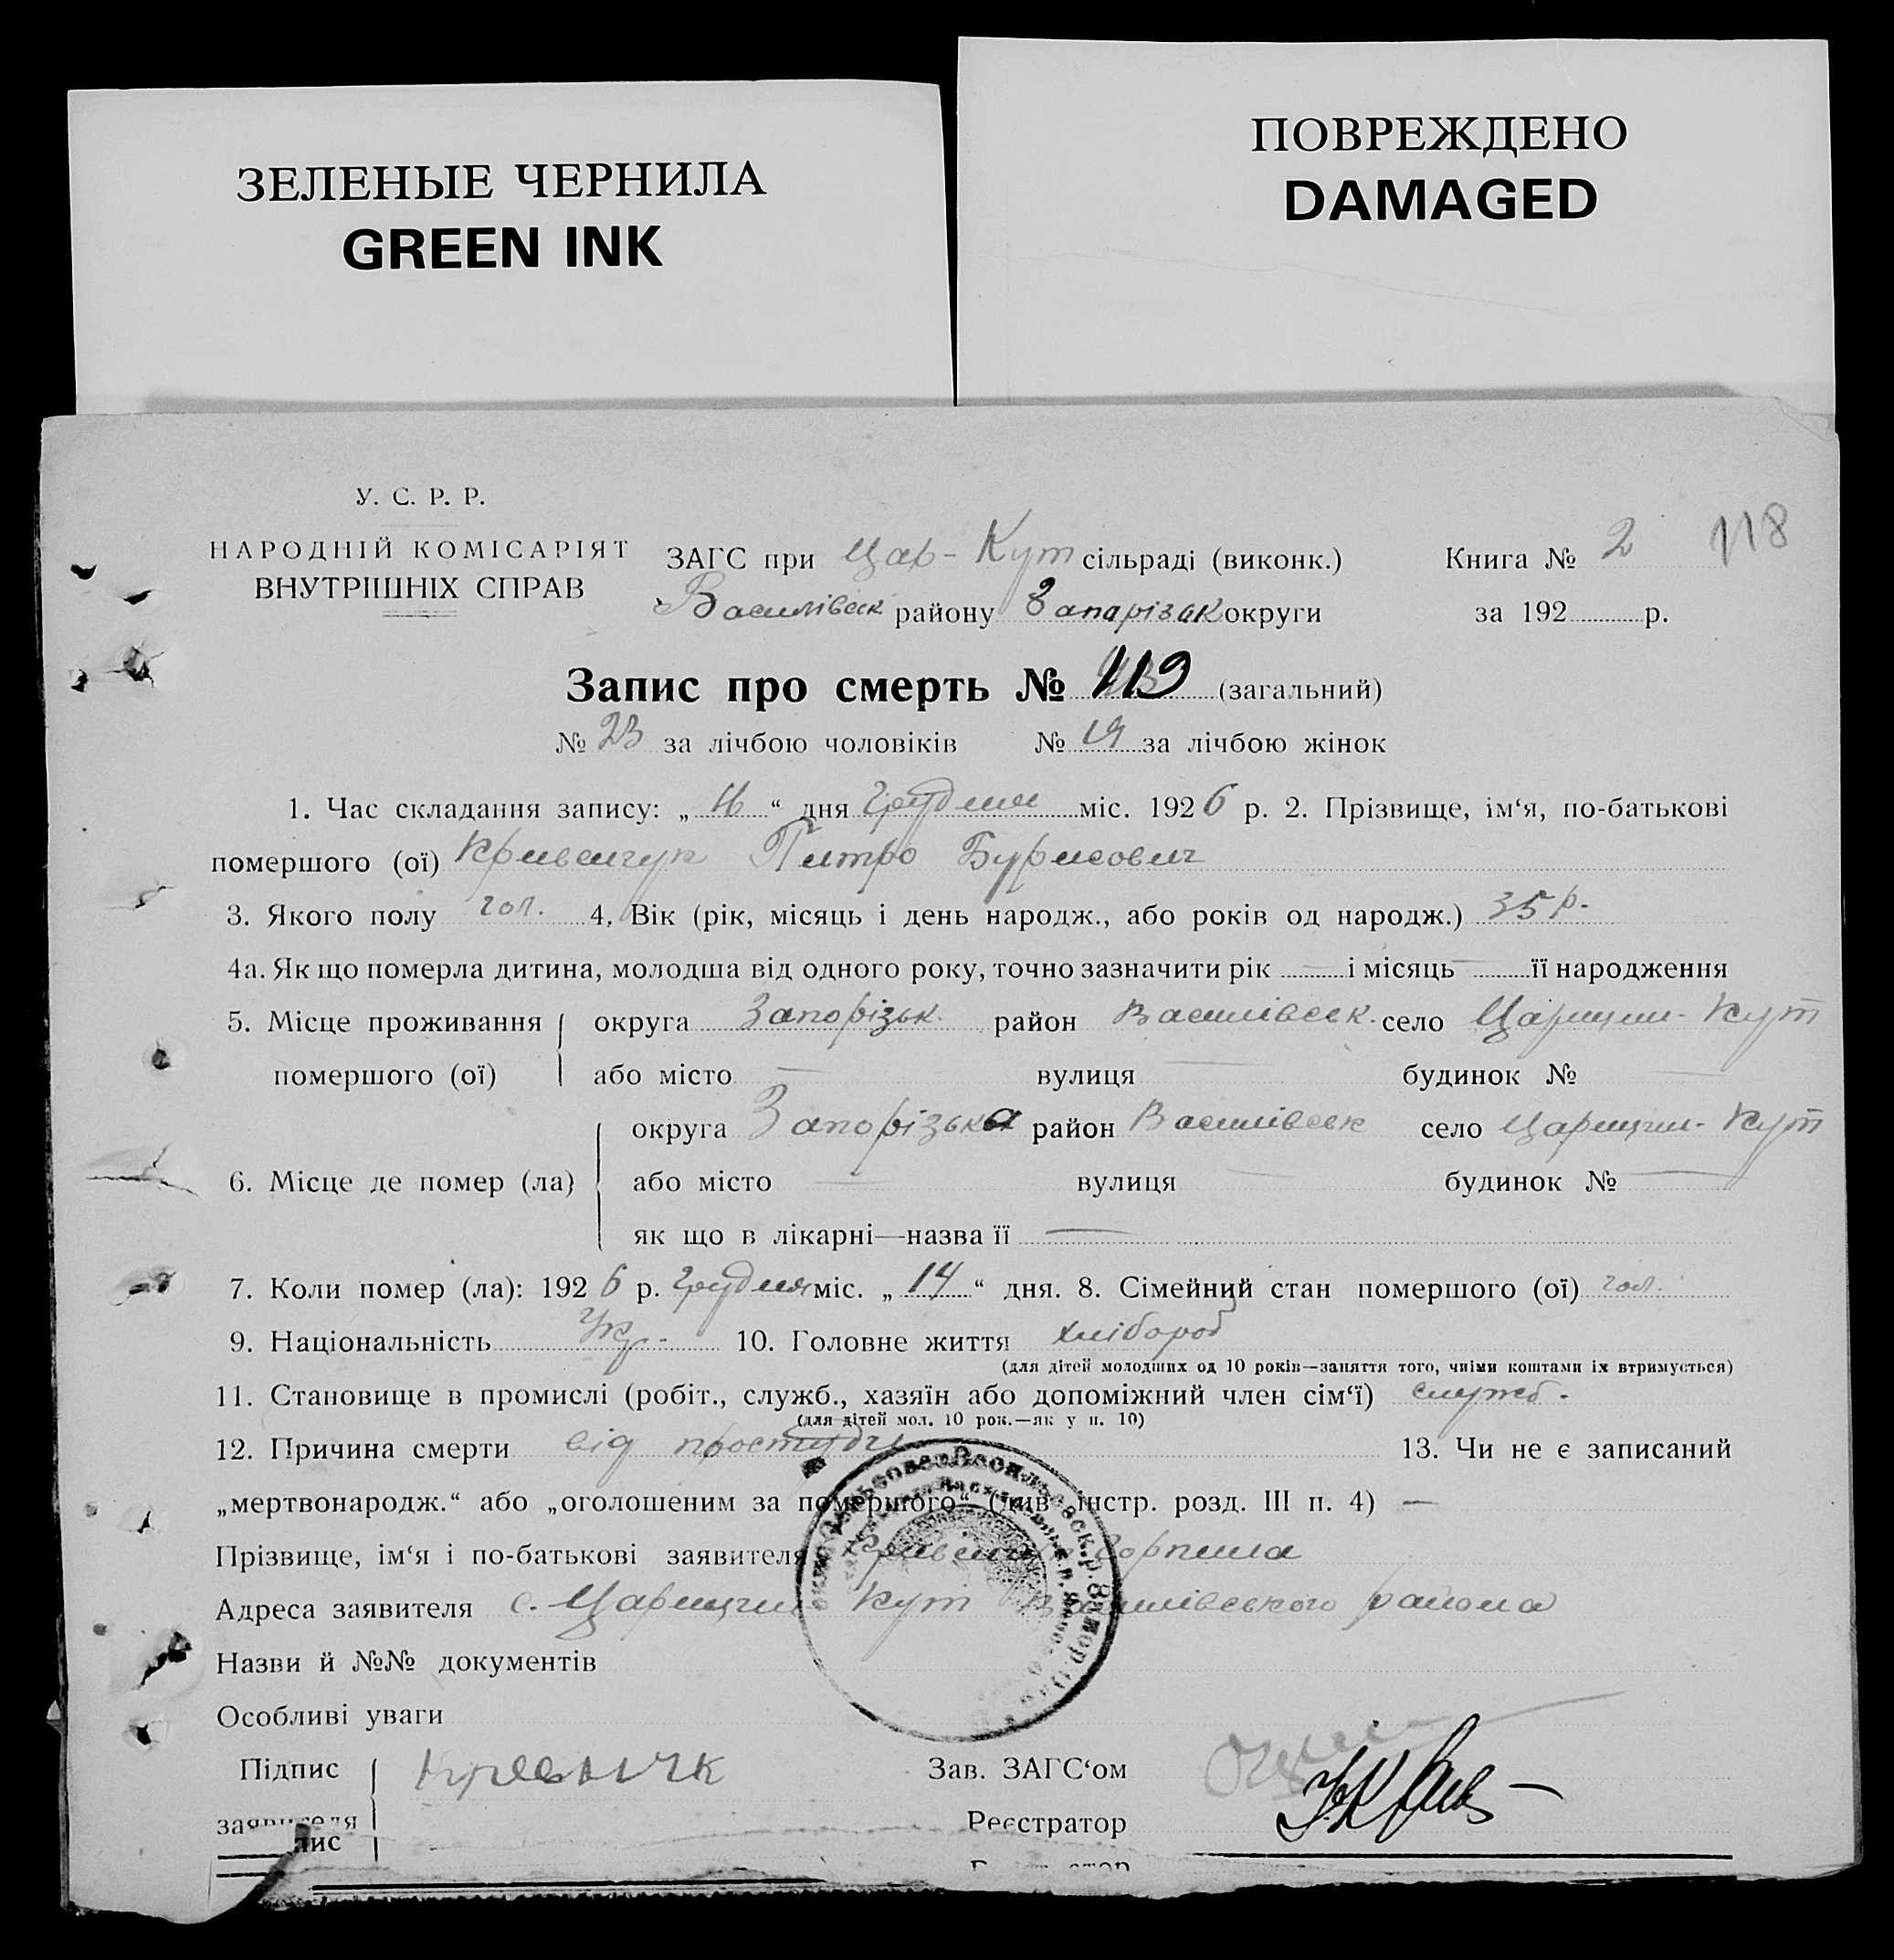 ЗЕЛЕНЫЕ ЧЕРНИЛА
GREEN INK
ПОВРЕЖДЕНО
DAMAGED
У. С. Р. Р.
НАРОДНІЙ КОМІСАРІЯТ
ВНУТРІШНІХ СПРАВ
ЗАГС при Цар-Кут сільраді (виконк.)
Книга № 2 118
Василівськ району Запарізьк округи
за 192 р.
Запис про смерть № 119 (загальний)
№ 23 за лічбою чоловіків № 19 за лічбою жінок
1. Час складання запису: „ “ дня Грудня міс. 1926 р. 2. Прізвище, ім‘я, по-батькові
помершого (ої) Кривенчук Питро Бурисович
3. Якого полу чол. 4. Вік (рік, місяць і день народж., або років од народж.) 35 р.
4а. Як що померла дитина, молодша від одного року, точно зазначити рік — і місяць — її народження
5. Місце проживання округа Запорізьк. район Василівськ. село Царицин-Кут
помершого (ої) або місто — вулиця — будинок № —
округа Запорізька район Василівськ село Царицин-Кут
6. Місце де помер (ла) або місто — вулиця — будинок № —
як що в лікарні—назва її —
7. Коли помер (ла): 1926 р. Грудня міс. „14“ дня. 8. Сімейний стан помершого (ої)
9. Національність Укр. 10. Головне життя хлібороб
(для дітей молодших од 10 років—заняття того, чиїми коштами їх втримується)
11. Становище в промислі (робіт., служб., хазяїн або допоміжний член сім‘ї) служб.
(для дітей мол. 10 рок.—як у п. 10)
12. Причина смерти від простуди 13. Чи не є записаний
„мертвонародж.“ або „оголошеним за помершого“ (див. інстр. розд. III п. 4) —
Прізвище, ім‘я і по-батькові заявителя
Адреса заявителя с. Царицин Кут Василівського района
Назви й №№ документів
Особливі уваги
Підпис Зав. ЗАГС‘ом
заявителя Реєстратор
пис